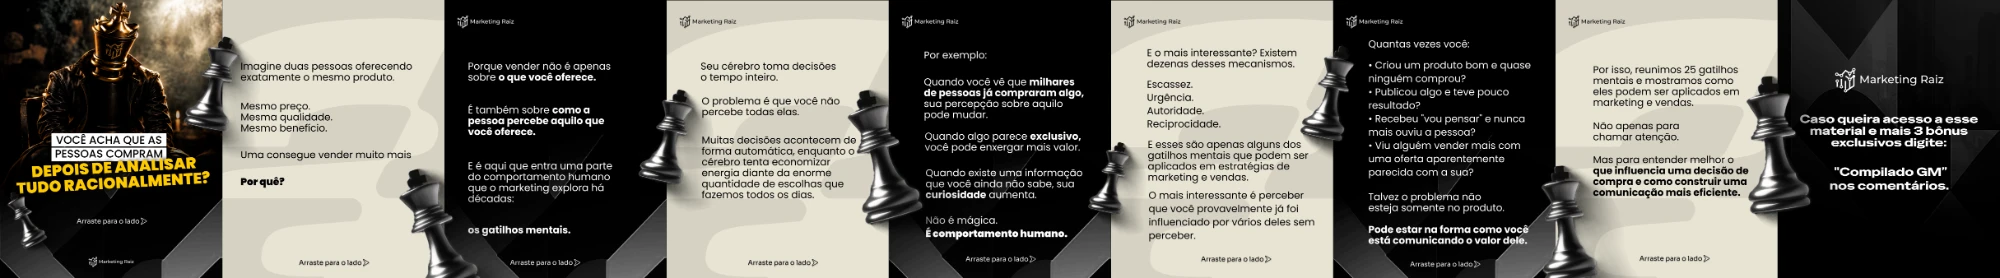 VOCÊ ACHA QUE AS
PESSOAS COMPRAM
DEPOIS DE ANALISAR
TUDO RACIONALMENTE?
Arraste para o lado
Marketing Raiz
Imagine duas pessoas oferecendo
exatamente o mesmo produto.
Mesmo preço.
Mesma qualidade.
Mesmo benefício.
Uma consegue vender muito mais
Por quê?
Arraste para o lado
Marketing Raiz
Porque vender não é apenas
sobre o que você oferece.
É também sobre como a
pessoa percebe aquilo que
você oferece.
E é aqui que entra uma parte
do comportamento humano
que o marketing explora há
décadas:
os gatilhos mentais.
Arraste para o lado
Marketing Raiz
Seu cérebro toma decisões
o tempo inteiro.
O problema é que você não
percebe todas elas.
Muitas decisões acontecem de
forma automática, enquanto o
cérebro tenta economizar
energia diante da enorme
quantidade de escolhas que
fazemos todos os dias.
Arraste para o lado
Marketing Raiz
Por exemplo:
Quando você vê que milhares
de pessoas já compraram algo,
sua percepção sobre aquilo
pode mudar.
Quando algo parece exclusivo,
você pode enxergar mais valor.
Quando existe uma informação
que você ainda não sabe, sua
curiosidade aumenta.
Não é mágica.
É comportamento humano.
Arraste para o lado
Marketing Raiz
E o mais interessante? Existem
dezenas desses mecanismos.
Escassez.
Urgência.
Autoridade.
Reciprocidade.
E esses são apenas alguns dos
gatilhos mentais que podem ser
aplicados em estratégias de
marketing e vendas.
O mais interessante é perceber
que você provavelmente já foi
influenciado por vários deles sem
perceber.
Arraste para o lado
Marketing Raiz
Quantas vezes você:
• Criou um produto bom e quase
ninguém comprou?
• Publicou algo e teve pouco
resultado?
• Recebeu "vou pensar" e nunca
mais ouviu a pessoa?
• Viu alguém vender mais com
uma oferta aparentemente
parecida com a sua?
Talvez o problema não
esteja somente no produto.
Pode estar na forma como você
está comunicando o valor dele.
Arraste para o lado
Marketing Raiz
Por isso, reunimos 25 gatilhos
mentais e mostramos como
eles podem ser aplicados em
marketing e vendas.
Não apenas para
chamar atenção.
Mas para entender melhor o
que influencia uma decisão de
compra e como construir uma
comunicação mais eficiente.
Arraste para o lado
Marketing Raiz
Caso queira acesso a esse
material e mais 3 bônus
exclusivos digite:
"Compilado GM"
nos comentários.